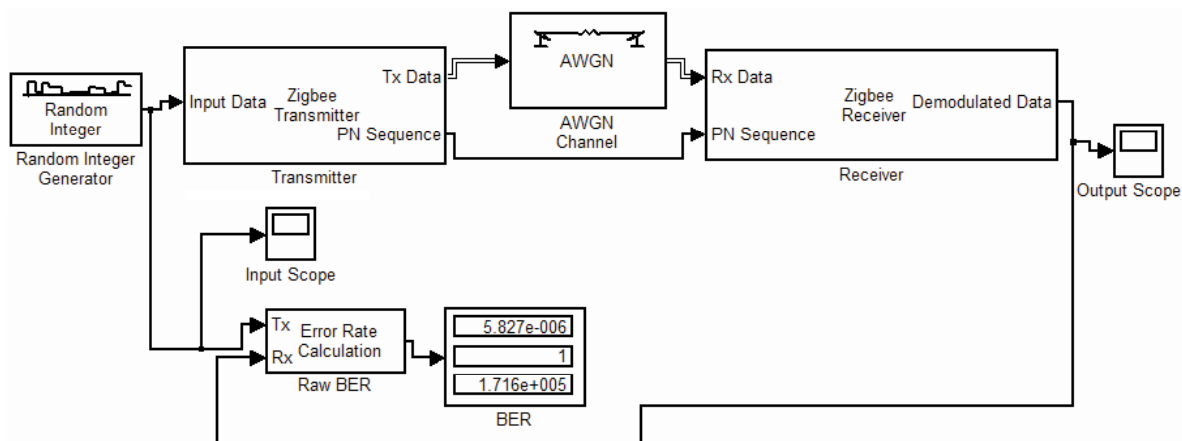 Random
Integer
Random Integer
Generator
Input Data
Zigbee
Transmitter
Tx Data
PN Sequence
Transmitter
AWGN
AWGN
Channel
Rx Data
PN Sequence
Zigbee
Receiver
Demodulated Data
Receiver
Output Scope
Input Scope
Tx
Rx
Error Rate
Calculation
Raw BER
5.827e-006
1
1.716e+005
BER